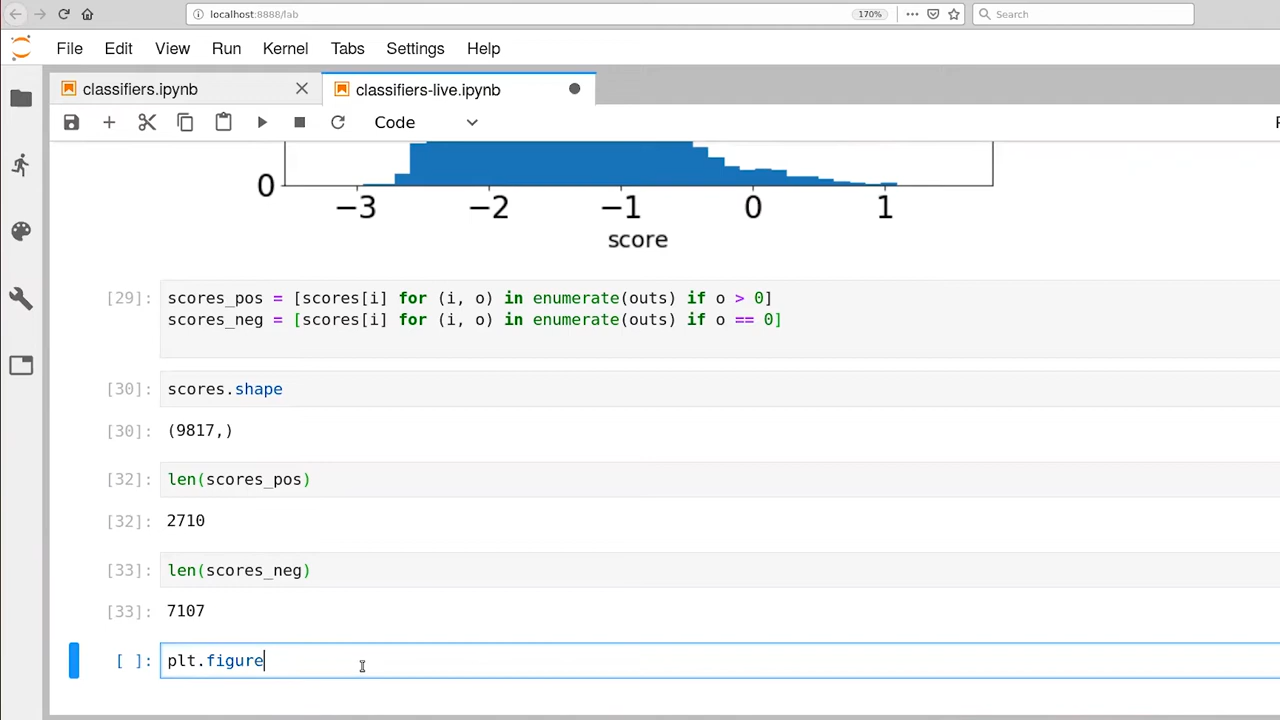 localhost:8888/lab
170%
Search
File Edit View Run Kernel Tabs Settings Help
classifiers.ipynb
classifiers-live.ipynb
Code
0
−3 −2 −1 0 1
score
[29]: scores_pos = [scores[i] for (i, o) in enumerate(outs) if o > 0]
scores_neg = [scores[i] for (i, o) in enumerate(outs) if o == 0]
[30]: scores.shape
[30]: (9817,)
[32]: len(scores_pos)
[32]: 2710
[33]: len(scores_neg)
[33]: 7107
[ ]: plt.figure